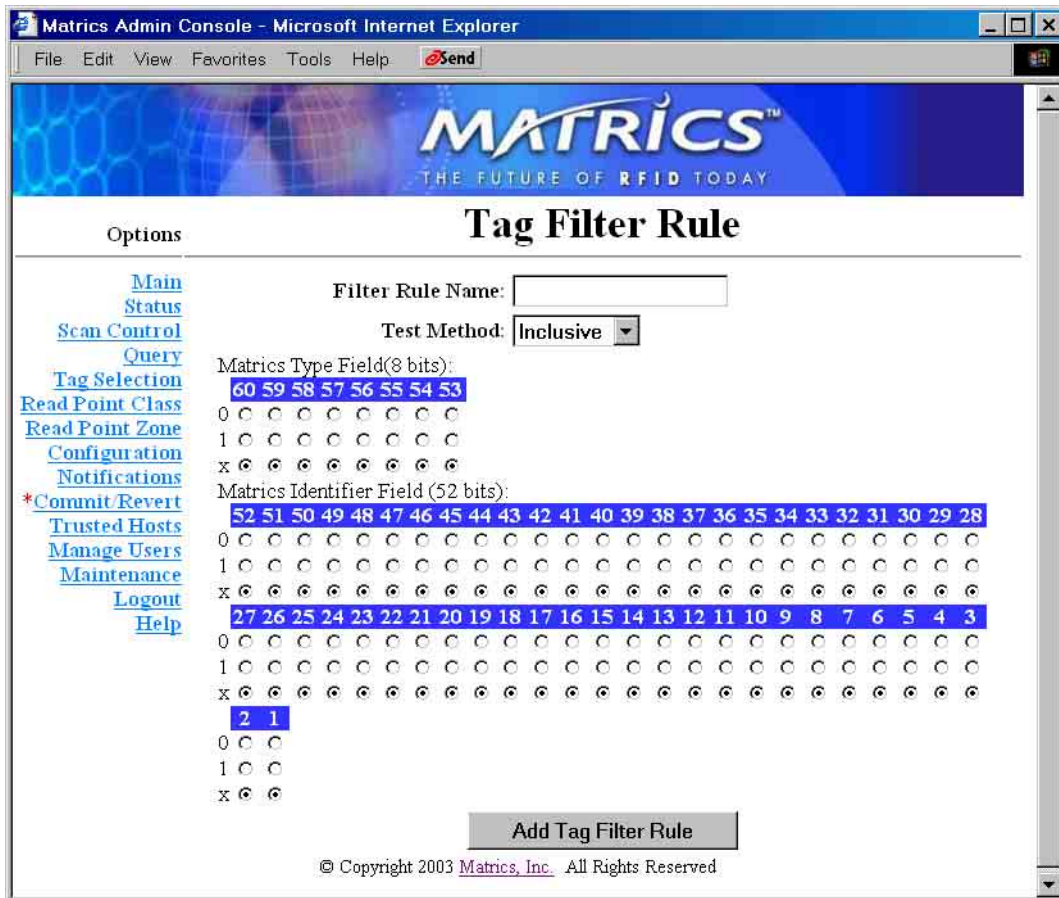 Matrics Admin Console - Microsoft Internet Explorer
File Edit View Favorites Tools Help Send
MATRICS™
THE FUTURE OF RFID TODAY
Options
Tag Filter Rule
Main
Status
Scan Control
Query
Tag Selection
Read Point Class
Read Point Zone
Configuration
Notifications
*Commit/Revert
Trusted Hosts
Manage Users
Maintenance
Logout
Help
Filter Rule Name:
Test Method: Inclusive
Matrics Type Field(8 bits):
60 59 58 57 56 55 54 53
0
1
x
Matrics Identifier Field (52 bits):
52 51 50 49 48 47 46 45 44 43 42 41 40 39 38 37 36 35 34 33 32 31 30 29 28
0
1
x
27 26 25 24 23 22 21 20 19 18 17 16 15 14 13 12 11 10 9 8 7 6 5 4 3
0
1
x
2 1
0
1
x
Add Tag Filter Rule
© Copyright 2003 Matrics, Inc. All Rights Reserved